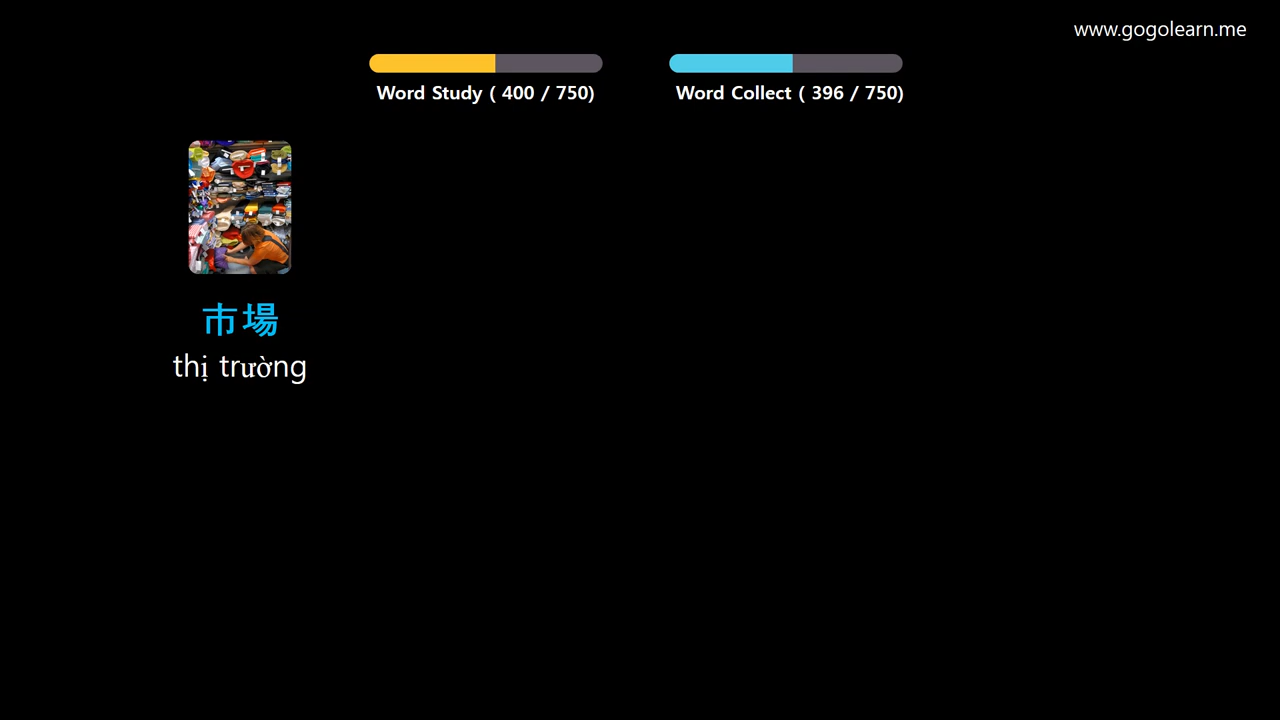 www.gogolearn.me
Word Study ( 400 / 750)
Word Collect ( 396 / 750)
市場
thị trường